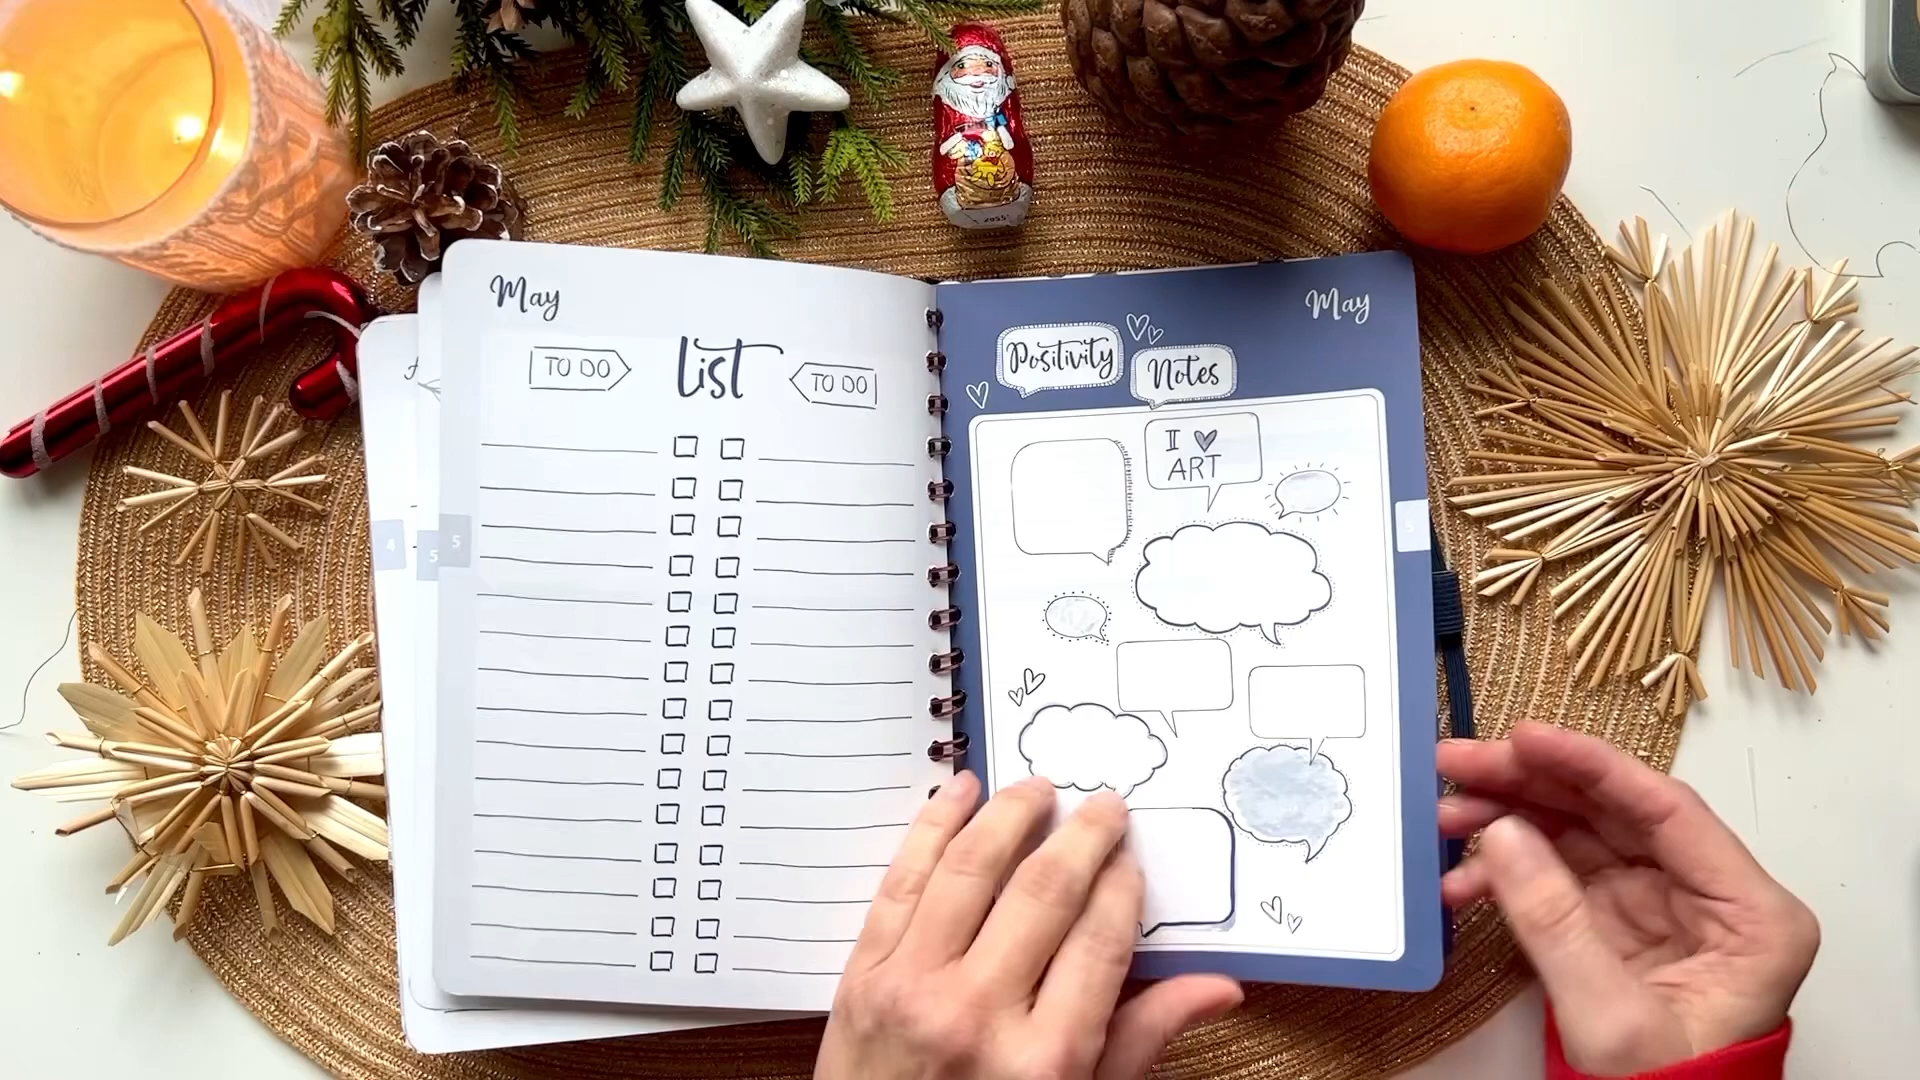 May
TO DO
List
TO DO
4
5
5
May
Positivity
Notes
I ♥
ART
5